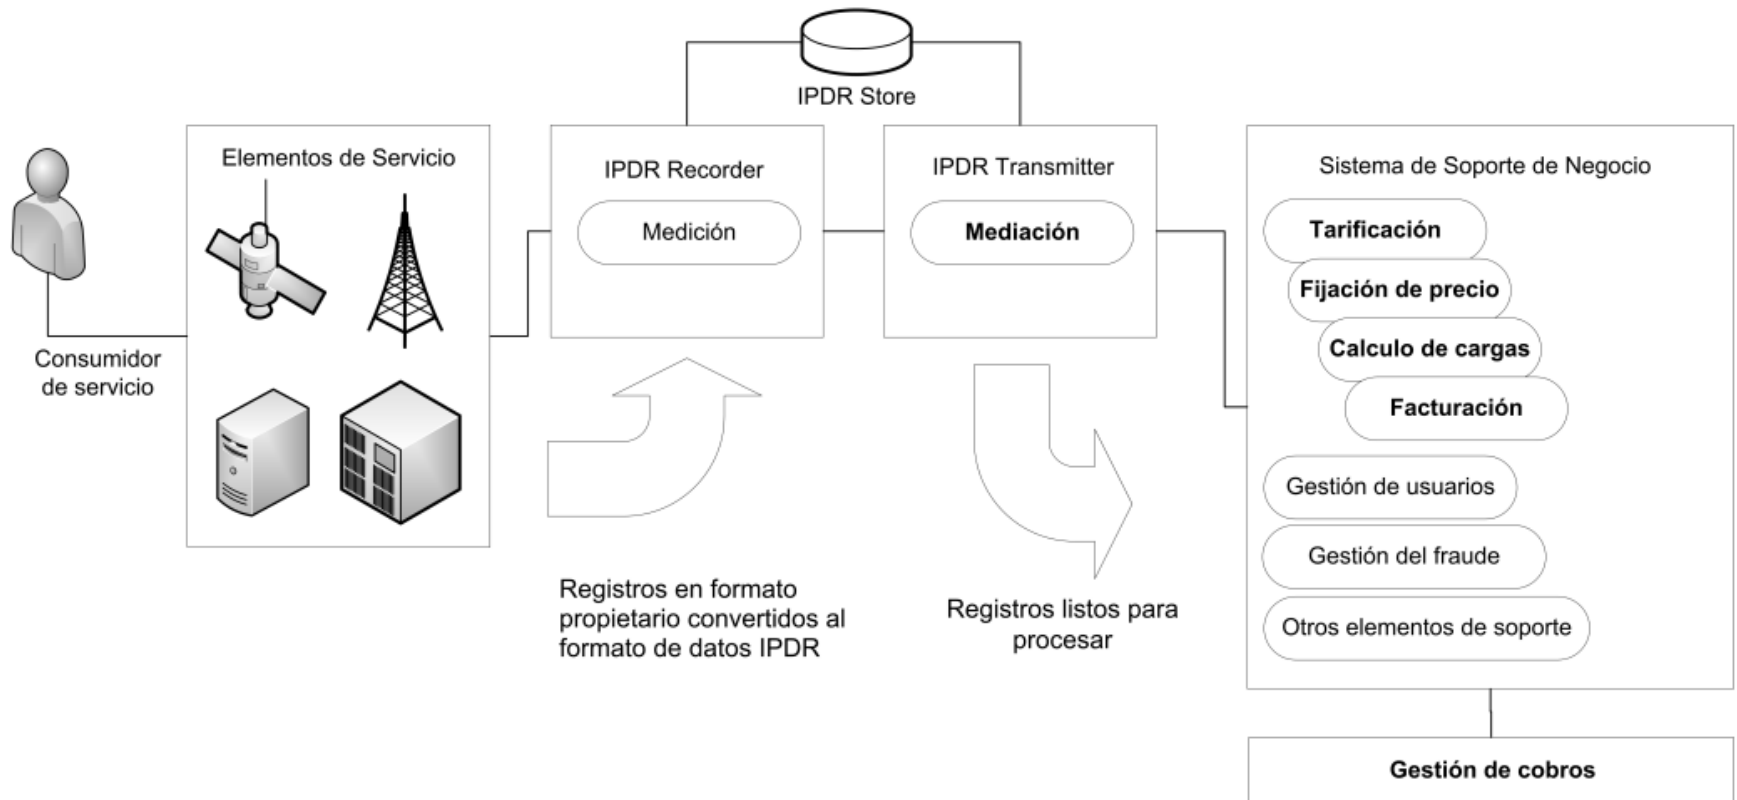 IPDR Store
Consumidor
de servicio
Elementos de Servicio
IPDR Recorder
Medición
IPDR Transmitter
Mediación
Sistema de Soporte de Negocio
Tarificación
Fijación de precio
Calculo de cargas
Facturación
Gestión de usuarios
Gestión del fraude
Otros elementos de soporte
Registros en formato
propietario convertidos al
formato de datos IPDR
Registros listos para
procesar
Gestión de cobros